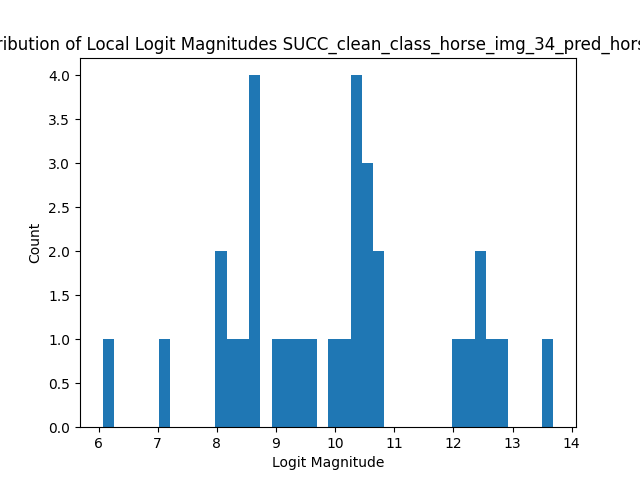 ribution of Local Logit Magnitudes SUCC_clean_class_horse_img_34_pred_hors
4.0
3.5
3.0
2.5
2.0
1.5
1.0
0.5
0.0
Count
6 7 8 9 10 11 12 13 14
Logit Magnitude